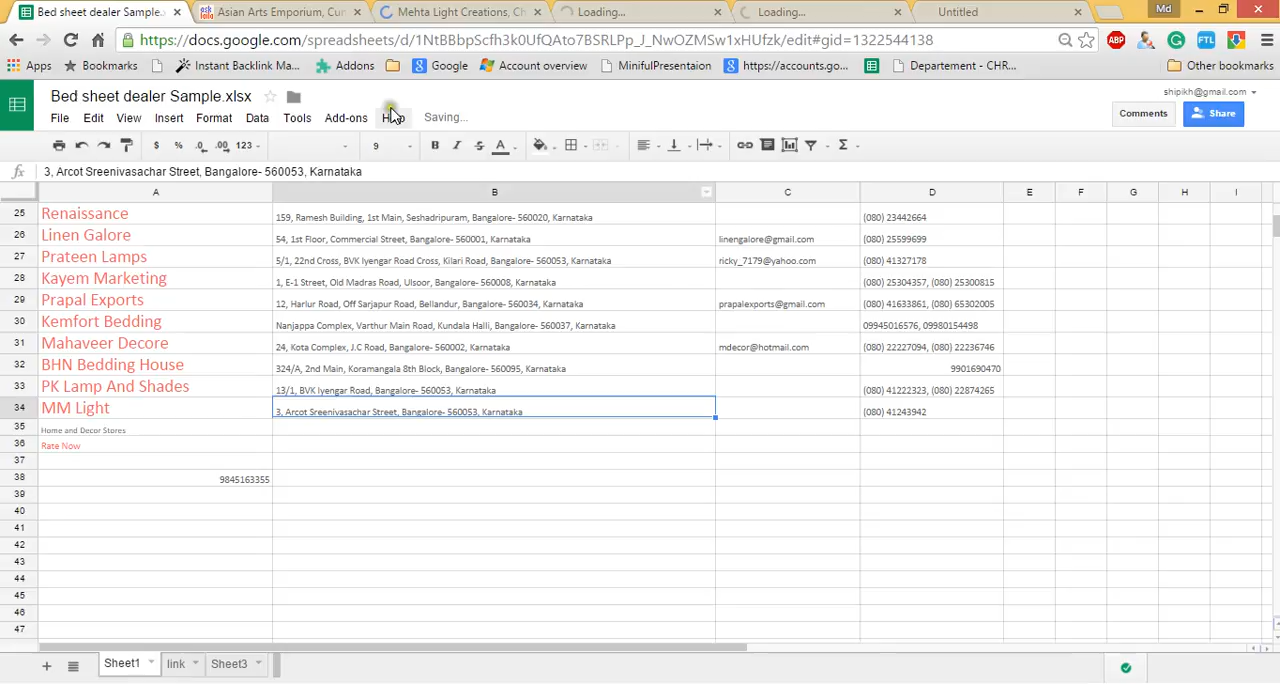 Bed sheet dealer Sample.
Asian Arts Emporium, Cu
Mehta Light Creations, Ch
Loading...
Loading...
Untitled
Md
https://docs.google.com/spreadsheets/d/1NtBBbpScfh3k0UfQATo7BSRLPp_J_NwOZMSw1xHUfzk/edit#gid=1322544138
Apps Bookmarks Instant Backlink Ma... Addons Google Account overview MinifulPresentaion https://accounts.go... Departement - CHR... Other bookmarks
Bed sheet dealer Sample.xlsx
shipikh@gmail.com
File Edit View Insert Format Data Tools Add-ons Help Saving...
Comments Share
$ % .0 .00 123 9 B I S A Σ
fx 3, Arcot Sreenivasachar Street, Bangalore- 560053, Karnataka
A B C D E F G H I
25 Renaissance 159, Ramesh Building, 1st Main, Seshadripuram, Bangalore- 560020, Karnataka (080) 23442664
26 Linen Galore 54, 1st Floor, Commercial Street, Bangalore- 560001, Karnataka linengalore@gmail.com (080) 25599699
27 Prateen Lamps 5/1, 22nd Cross, BVK Iyengar Road Cross, Kilari Road, Bangalore- 560053, Karnataka ricky_7179@yahoo.com (080) 41327178
28 Kayem Marketing 1, E-1 Street, Old Madras Road, Ulsoor, Bangalore- 560008, Karnataka (080) 25304357, (080) 25300815
29 Prapal Exports 12, Harlur Road, Off Sarjapur Road, Bellandur, Bangalore- 560034, Karnataka prapalexports@gmail.com (080) 41633861, (080) 65302005
30 Kemfort Bedding Nanjappa Complex, Varthur Main Road, Kundala Halli, Bangalore- 560037, Karnataka 09945016576, 09980154498
31 Mahaveer Decore 24, Kota Complex, J.C Road, Bangalore- 560002, Karnataka mdecor@hotmail.com (080) 22227094, (080) 22236746
32 BHN Bedding House 324/A, 2nd Main, Koramangala 8th Block, Bangalore- 560095, Karnataka 9901690470
33 PK Lamp And Shades 13/1, BVK Iyengar Road, Bangalore- 560053, Karnataka (080) 41222323, (080) 22874265
34 MM Light 3, Arcot Sreenivasachar Street, Bangalore- 560053, Karnataka (080) 41243942
35 Home and Decor Stores
36 Rate Now
37
38 9845163355
39
40
41
42
43
44
45
46
47
Sheet1 link Sheet3